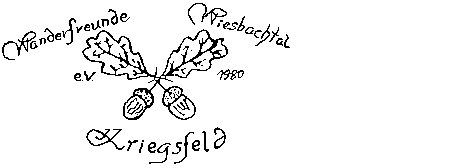 Wanderfreunde Wiesbachtal
e.V. 1980
Kriegsfeld